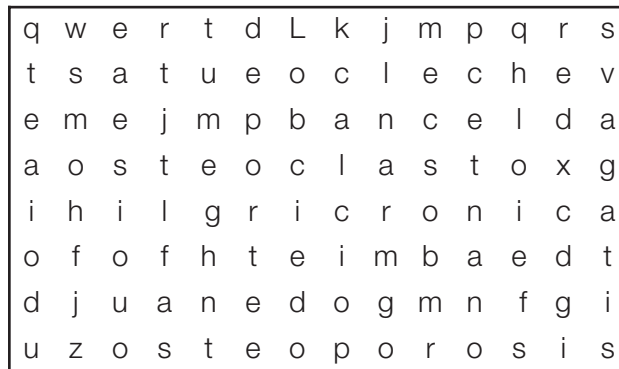 q w e r t d L k j m p q r s
t s a t u e o c l e c h e v
e m e j m p b a n c e l d a
a o s t e o c l a s t o x g
i h i l g r i c r o n i c a
o f o f h t e i m b a e d t
d j u a n e d o g m n f g i
u z o s t e o p o r o s i s